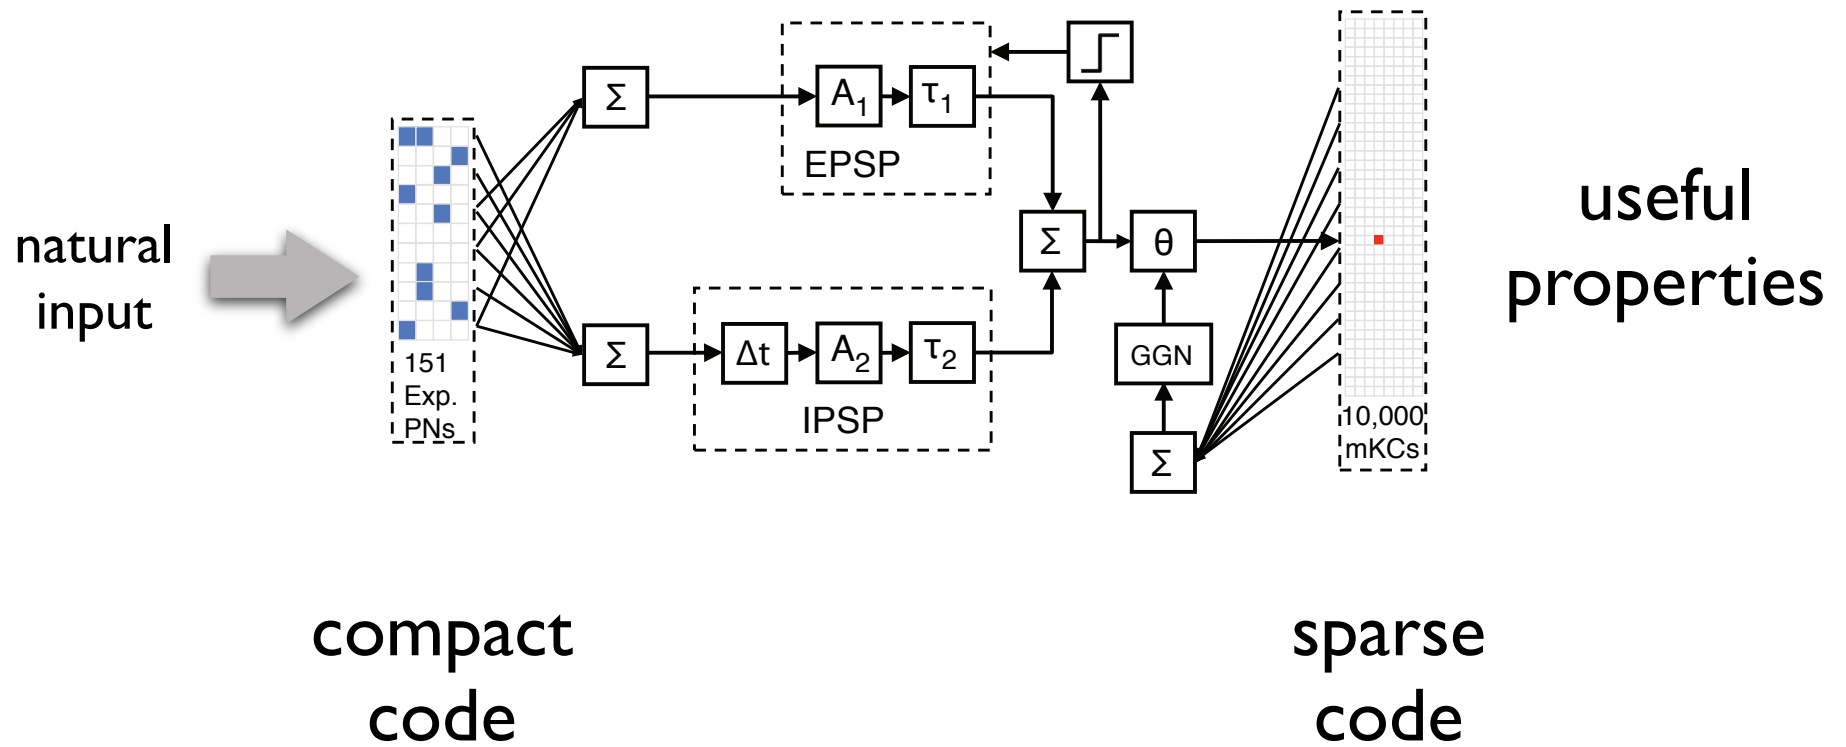 natural
input
151
Exp.
PNs
Σ
A1
τ1
EPSP
Σ
Δt
A2
τ2
IPSP
Σ
θ
GGN
Σ
10,000
mKCs
useful
properties
compact
code
sparse
code